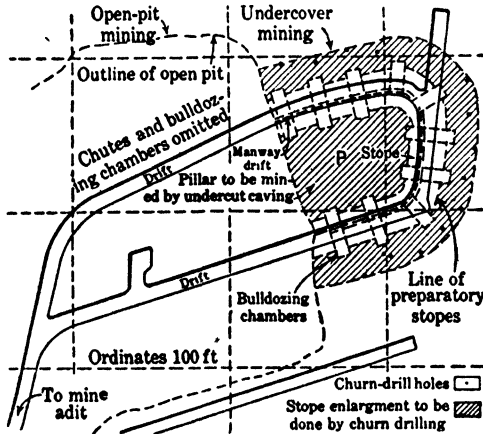 Open-pit
mining
Undercover
mining
Outline of open pit
Chutes and bulldoz-
ing chambers omitted
Drift
Manway
drift
P
Stope
Pillar to be min-
ed by undercut caving
Drift
Bulldozing
chambers
Line of
preparatory
stopes
Ordinates 100 ft
To mine
adit
Churn-drill holes
Stope enlargment to be
done by churn drilling